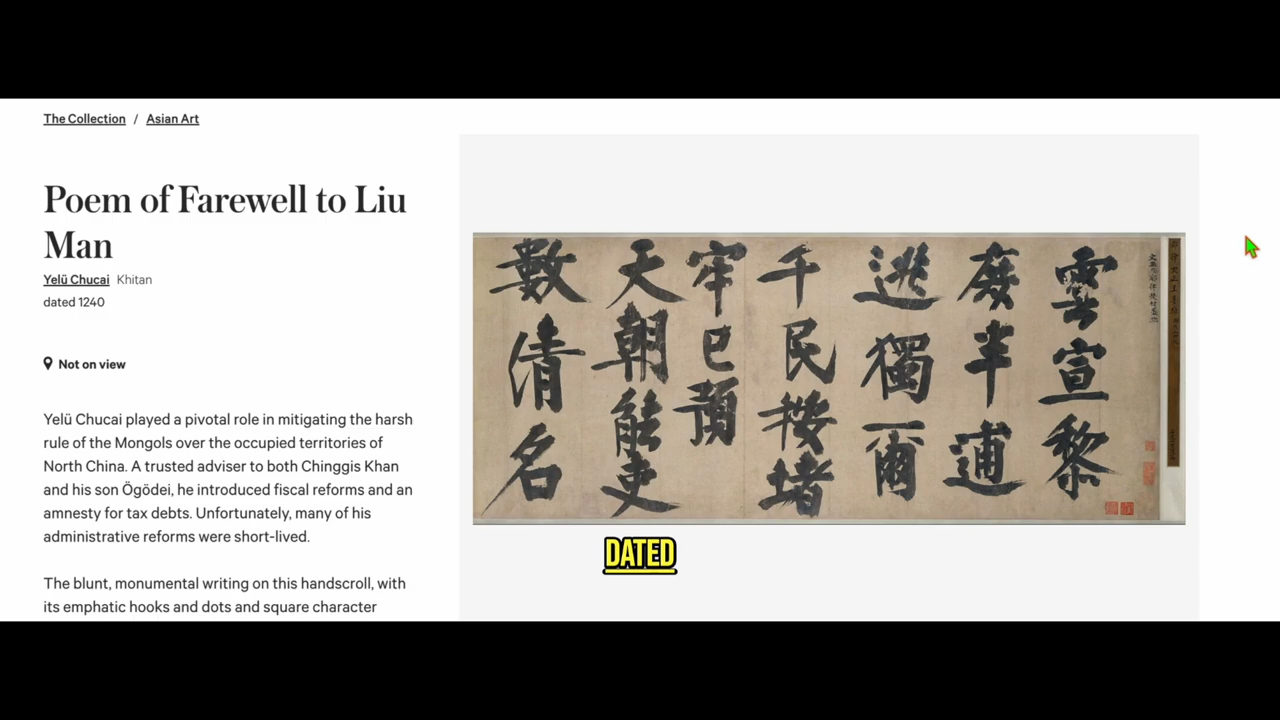 The Collection / Asian Art
Poem of Farewell to Liu
Man
Yelü Chucai Khitan
dated 1240
Not on view
Yelü Chucai played a pivotal role in mitigating the harsh
rule of the Mongols over the occupied territories of
North China. A trusted adviser to both Chinggis Khan
and his son Ögödei, he introduced fiscal reforms and an
amnesty for tax debts. Unfortunately, many of his
administrative reforms were short-lived.
The blunt, monumental writing on this handscroll, with
its emphatic hooks and dots and square character
雲宣黎
廢半逋
逃獨爾
千民按堵
牢巳預
天朝能吏
數清名
DATED